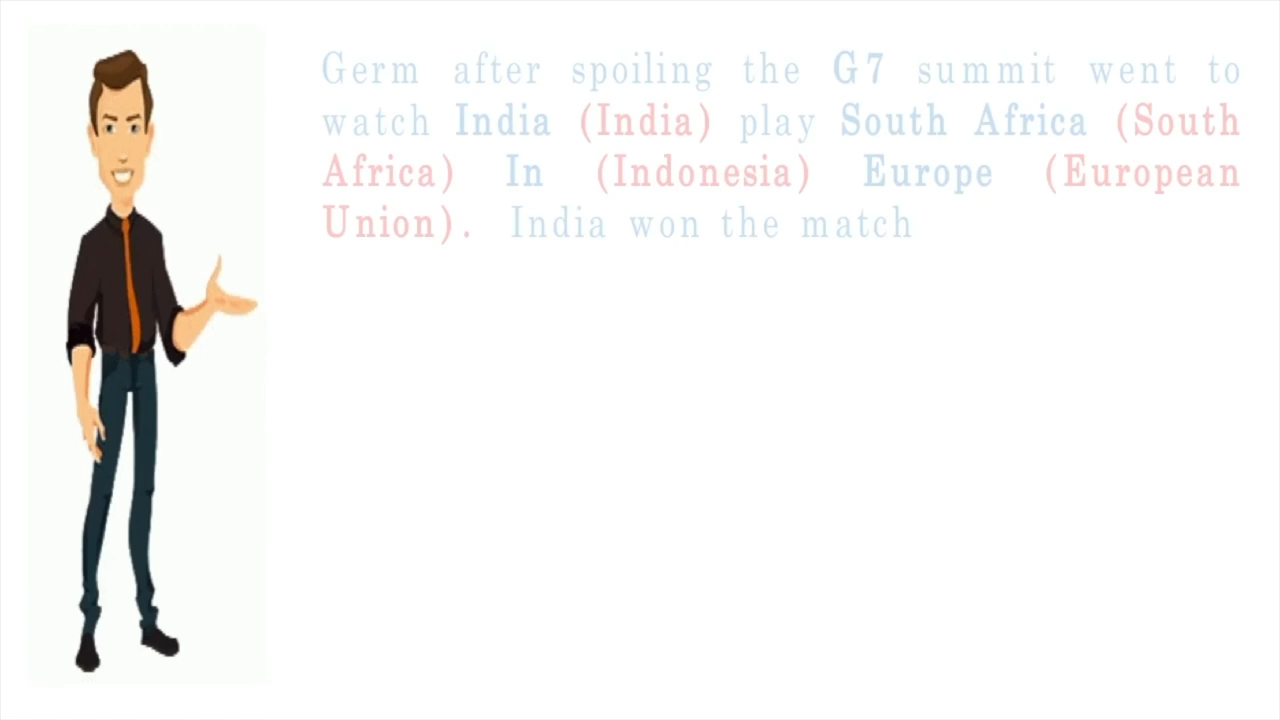 Germ after spoiling the G7 summit went to
watch India (India) play South Africa (South
Africa) In (Indonesia) Europe (European
Union). India won the match